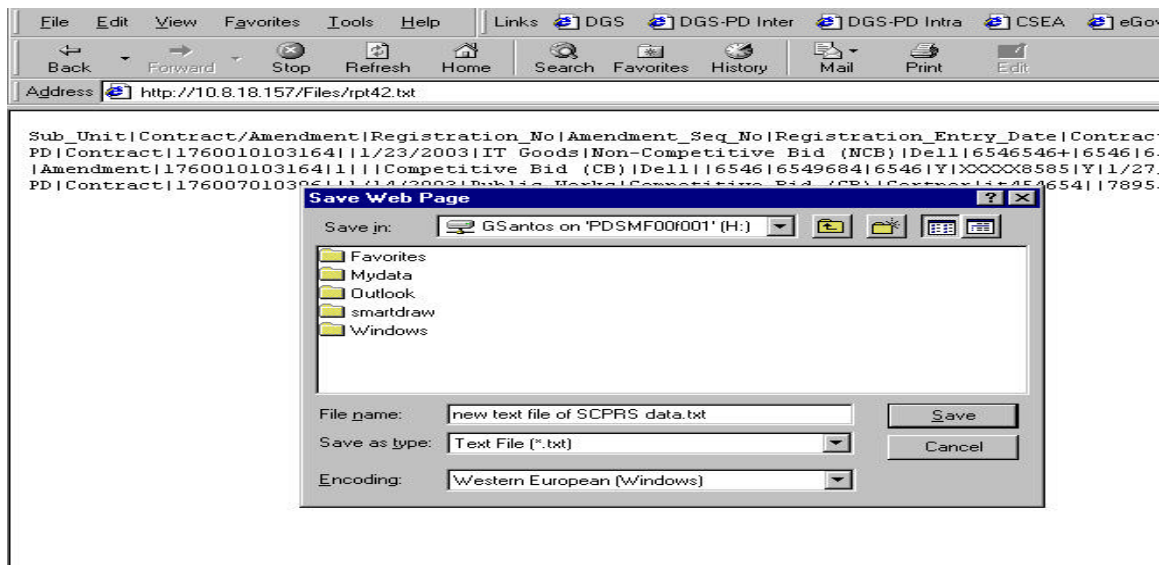 File Edit View Favorites Tools Help Links DGS DGS-PD Inter DGS-PD Intra CSEA eGov
Back Forward Stop Refresh Home Search Favorites History Mail Print Edit
Address http://10.8.18.157/Files/rpt42.txt
Sub_Unit|Contract/Amendment|Registration_No|Amendment_Seq_No|Registration_Entry_Date|Contrac
PD|Contract|1760010103164||1/23/2003|IT Goods|Non-Competitive Bid (NCB)|Dell|6546546+|6546|6
|Amendment|1760010103164|1|||Competitive Bid (CB)|Dell||6546|6549684|6546|Y|XXXXX8585|Y|1/27
PD|Contract|1760070103
Save Web Page
Save in: GSantos on 'PDSMF00f001' (H:)
Favorites
Mydata
Outlook
smartdraw
Windows
File name: new text file of SCPRS data.txt Save
Save as type: Text File (*.txt) Cancel
Encoding: Western European (Windows)